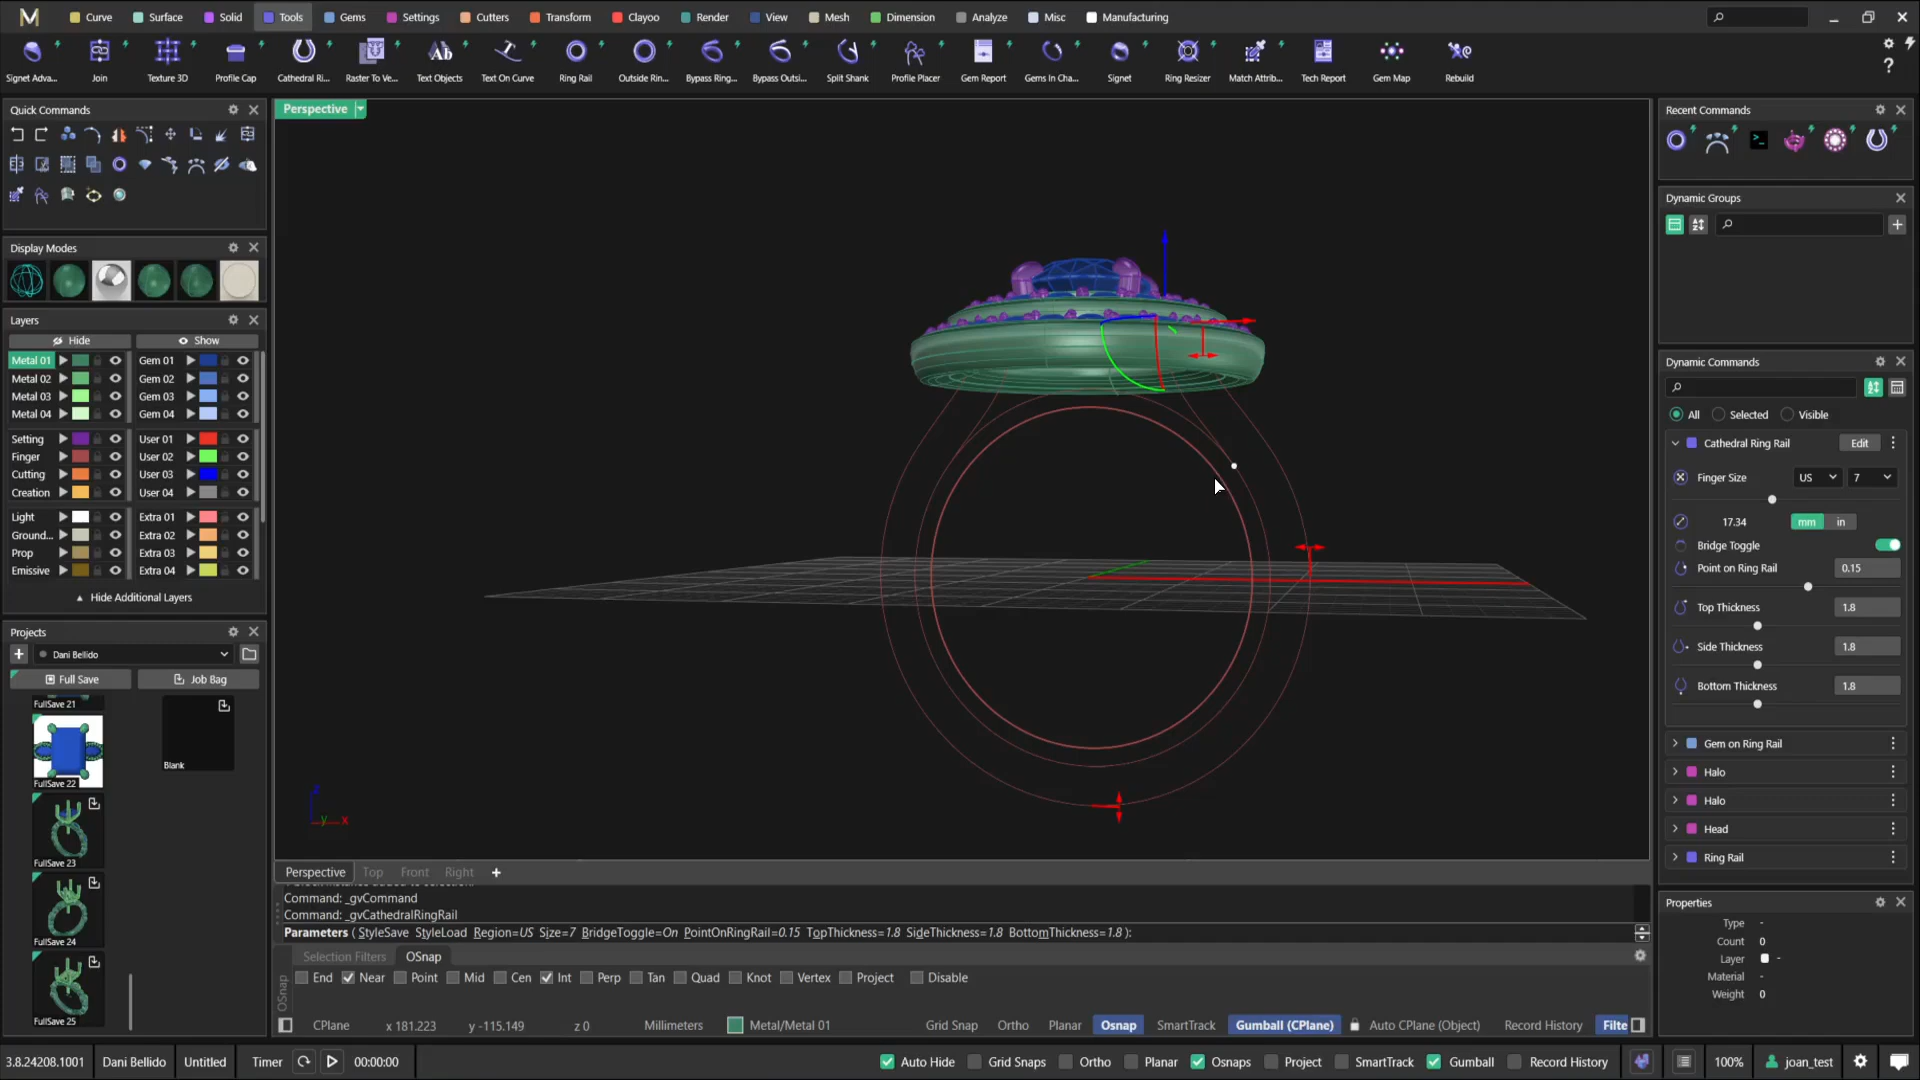 Curve Surface Solid Tools Gems Settings Cutters Transform Clayoo Render View Mesh Dimension Analyze Misc Manufacturing
Signet Adva... Join Texture 3D Profile Cap Cathedral Ri... Raster To Ve... Text Objects Text On Curve Ring Rail Outside Rin... Bypass Ring... Bypass Outsi... Split Shank Profile Placer Gem Report Gems In Cha... Signet Ring Resizer Match Attrib... Tech Report Gem Map Rebuild
Quick Commands
Display Modes
Layers
Hide Show
Metal 01 Gem 01
Metal 02 Gem 02
Metal 03 Gem 03
Metal 04 Gem 04
Setting User 01
Finger User 02
Cutting User 03
Creation User 04
Light Extra 01
Ground... Extra 02
Prop Extra 03
Emissive Extra 04
Hide Additional Layers
Projects
Dani Bellido
Full Save Job Bag
FullSave 21
FullSave 22
Blank
FullSave 23
FullSave 24
FullSave 25
Perspective
z
y x
Perspective Top Front Right
Command: _gvCommand
Command: _gvCathedralRingRail
Parameters ( StyleSave StyleLoad Region=US Size=7 BridgeToggle=On PointOnRingRail=0.15 TopThickness=1.8 SideThickness=1.8 BottomThickness=1.8 ):
Selection Filters OSnap
OSnap
End Near Point Mid Cen Int Perp Tan Quad Knot Vertex Project Disable
CPlane x 181.223 y -115.149 z 0 Millimeters Metal/Metal 01 Grid Snap Ortho Planar Osnap SmartTrack Gumball (CPlane) Auto CPlane (Object) Record History Filte
Recent Commands
Dynamic Groups
Dynamic Commands
All Selected Visible
Cathedral Ring Rail Edit
Finger Size US 7
17.34 mm in
Bridge Toggle
Point on Ring Rail 0.15
Top Thickness 1.8
Side Thickness 1.8
Bottom Thickness 1.8
Gem on Ring Rail
Halo
Halo
Head
Ring Rail
Properties
Type -
Count 0
Layer -
Material -
Weight 0
3.8.24208.1001 Dani Bellido Untitled Timer 00:00:00 Auto Hide Grid Snaps Ortho Planar Osnaps Project SmartTrack Gumball Record History 100% joan_test